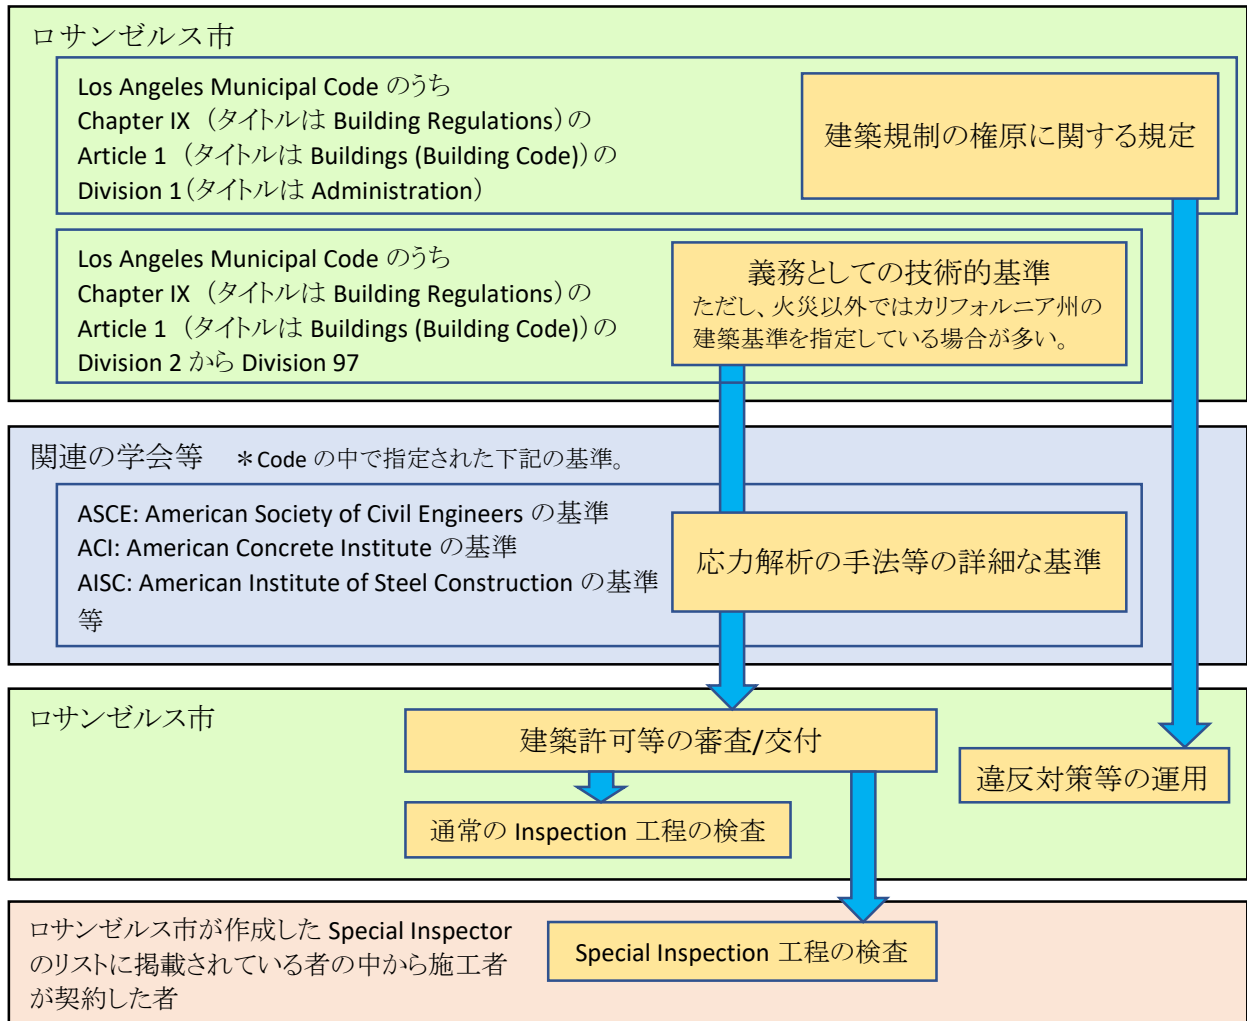 ロサンゼルス市
Los Angeles Municipal Code のうち
Chapter IX （タイトルは Building Regulations）の
Article 1 （タイトルは Buildings (Building Code)）の
Division 1（タイトルは Administration）
建築規制の権原に関する規定
Los Angeles Municipal Code のうち
Chapter IX （タイトルは Building Regulations）の
Article 1 （タイトルは Buildings (Building Code)）の
Division 2 から Division 97
義務としての技術的基準
ただし、火災以外ではカリフォルニア州の
建築基準を指定している場合が多い。
関連の学会等 ＊Code の中で指定された下記の基準。
ASCE: American Society of Civil Engineers の基準
ACI: American Concrete Institute の基準
AISC: American Institute of Steel Construction の基準
等
応力解析の手法等の詳細な基準
ロサンゼルス市
建築許可等の審査/交付
違反対策等の運用
通常の Inspection 工程の検査
ロサンゼルス市が作成した Special Inspector
のリストに掲載されている者の中から施工者
が契約した者
Special Inspection 工程の検査